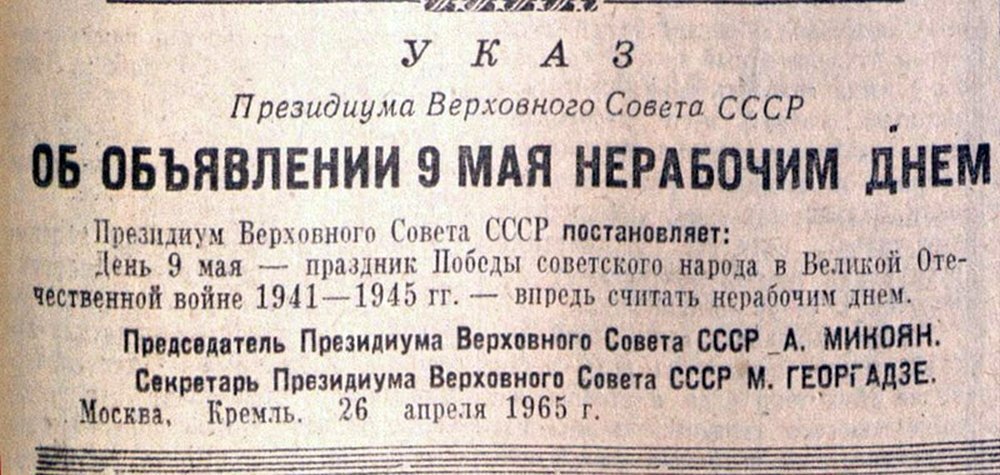 УКАЗ
Президиума Верховного Совета СССР
ОБ ОБЪЯВЛЕНИИ 9 МАЯ НЕРАБОЧИМ ДНЕМ
Президиум Верховного Совета СССР постановляет:
День 9 мая — праздник Победы советского народа в Великой Оте-
чественной войне 1941—1945 гг. — впредь считать нерабочим днем.
Председатель Президиума Верховного Совета СССР А. МИКОЯН.
Секретарь Президиума Верховного Совета СССР М. ГЕОРГАДЗЕ.
Москва, Кремль. 26 апреля 1965 г.